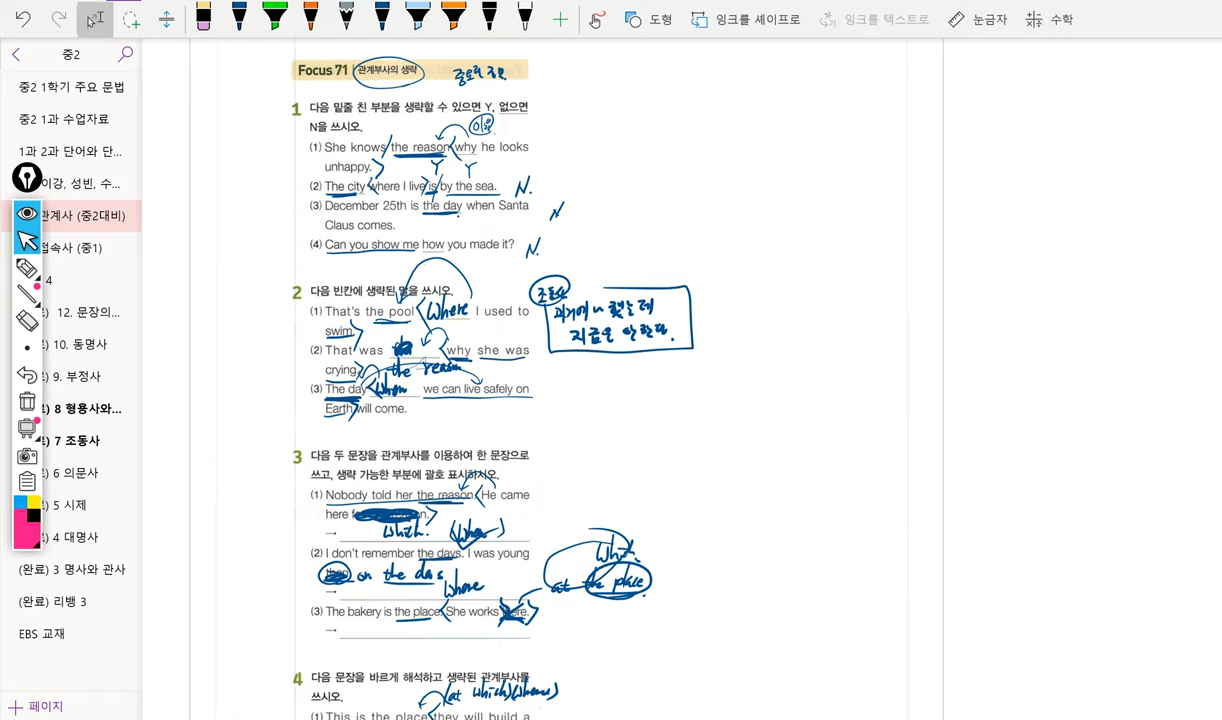 도형
잉크를 셰이프로
잉크를 텍스트로
눈금자
수학
중2
중2 1학기 주요 문법
중2 1과 수업자료
1과 2과 단어와 단...
이강, 성빈, 수...
관계사 (중2대비)
접속사 (중1)
4
) 12. 문장의...
) 10. 동명사
) 9. 부정사
) 8 형용사와...
) 7 조동사
) 6 의문사
) 5 시제
) 4 대명사
(완료) 3 명사와 관사
(완료) 리뱅 3
EBS 교재
페이지
Focus 71 관계부사의 생략
1 다음 밑줄 친 부분을 생략할 수 있으면 Y, 없으면
N을 쓰시오.
이유
(1) She knows the reason why he looks
unhappy. Y Y
(2) The city where I live is by the sea. N.
(3) December 25th is the day when Santa N
Claus comes.
(4) Can you show me how you made it? N.
2 다음 빈칸에 생략된 말을 쓰시오.
조동사
(1) That's the pool where I used to
swim.
과거에는 했는데
지금은 안 한다.
(2) That was why she was
crying. the reason
(3) The day when we can live safely on
Earth will come.
3 다음 두 문장을 관계부사를 이용하여 한 문장으로
쓰고, 생략 가능한 부분에 괄호 표시하시오.
(1) Nobody told her the reason. He came
here
→ which. (when)
(2) I don't remember the days. I was young
on the days
→ where
which
at the place.
(3) The bakery is the place. She works there.
→
4 다음 문장을 바르게 해석하고 생략된 관계부사를
쓰시오.
(at which)(where)
(1) This is the place they will build a